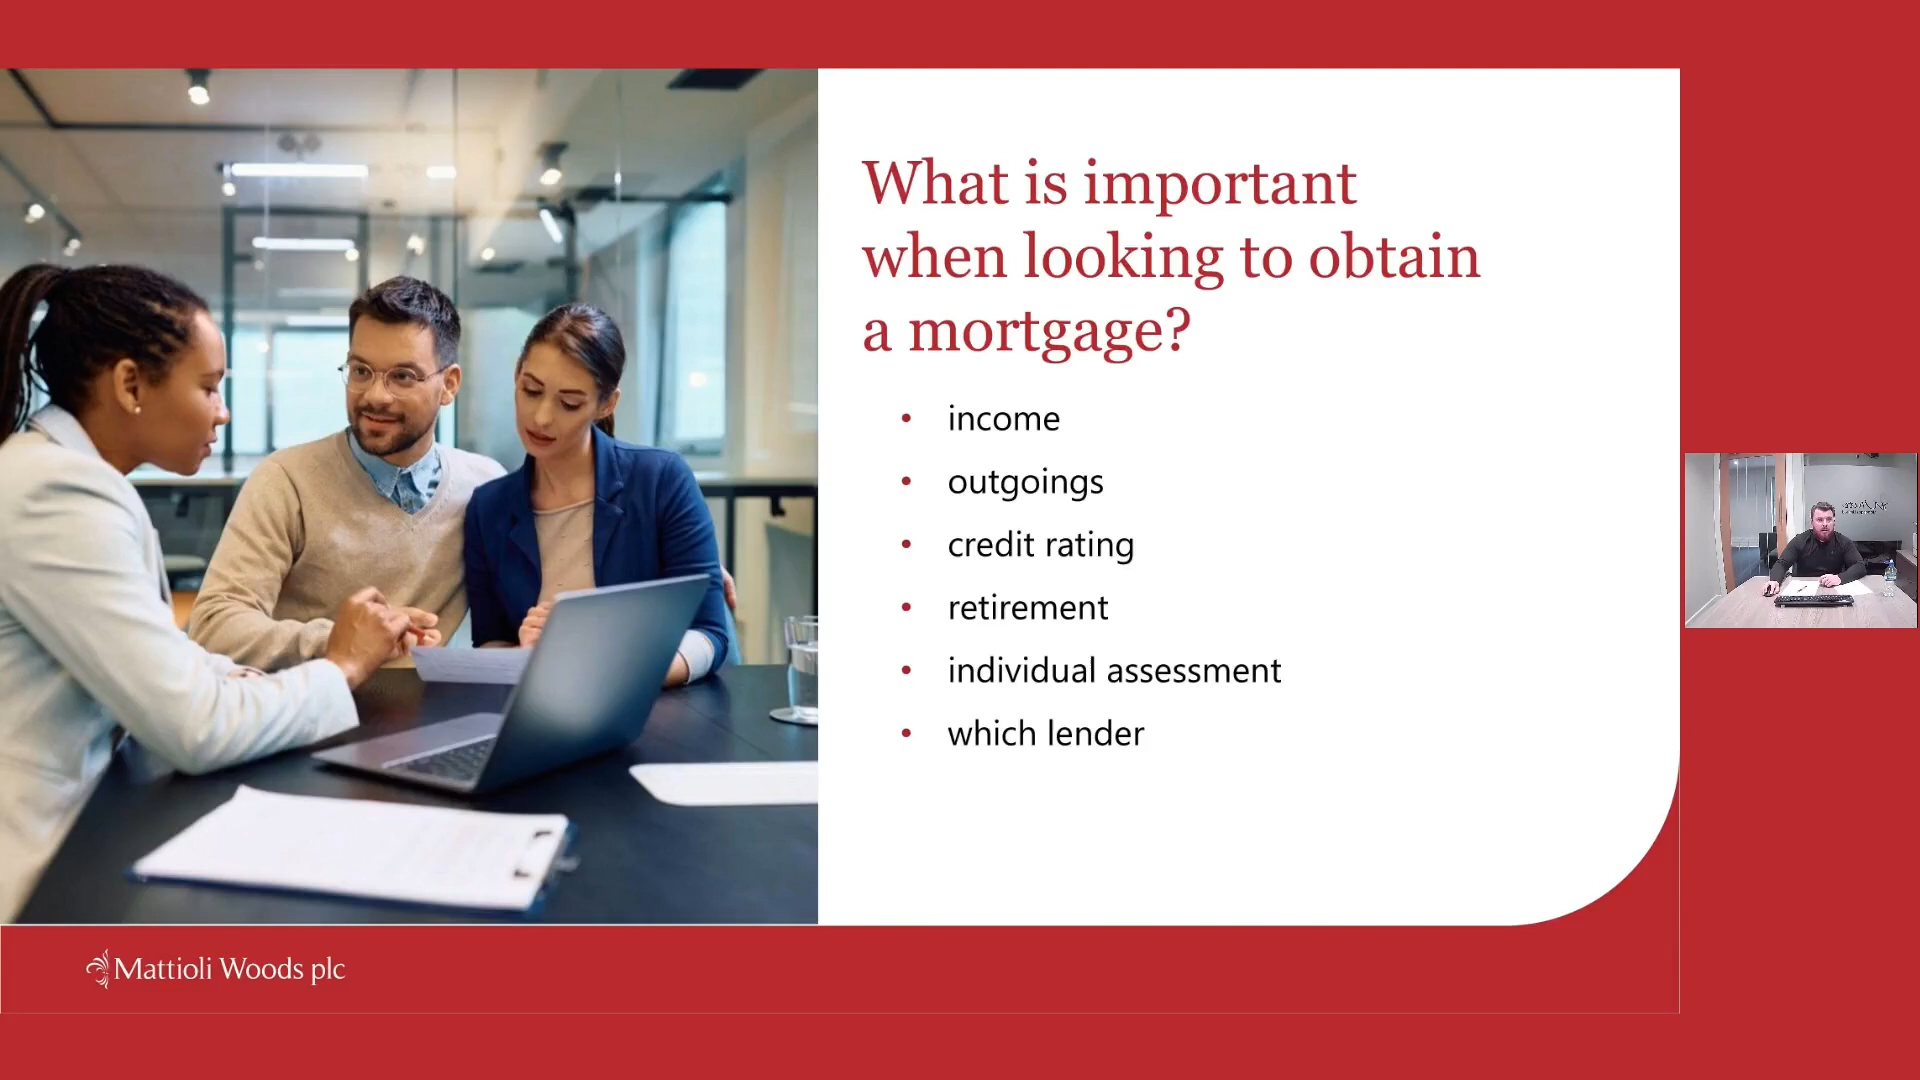 What is important
when looking to obtain
a mortgage?
• income
• outgoings
• credit rating
• retirement
• individual assessment
• which lender
Mattioli Woods plc